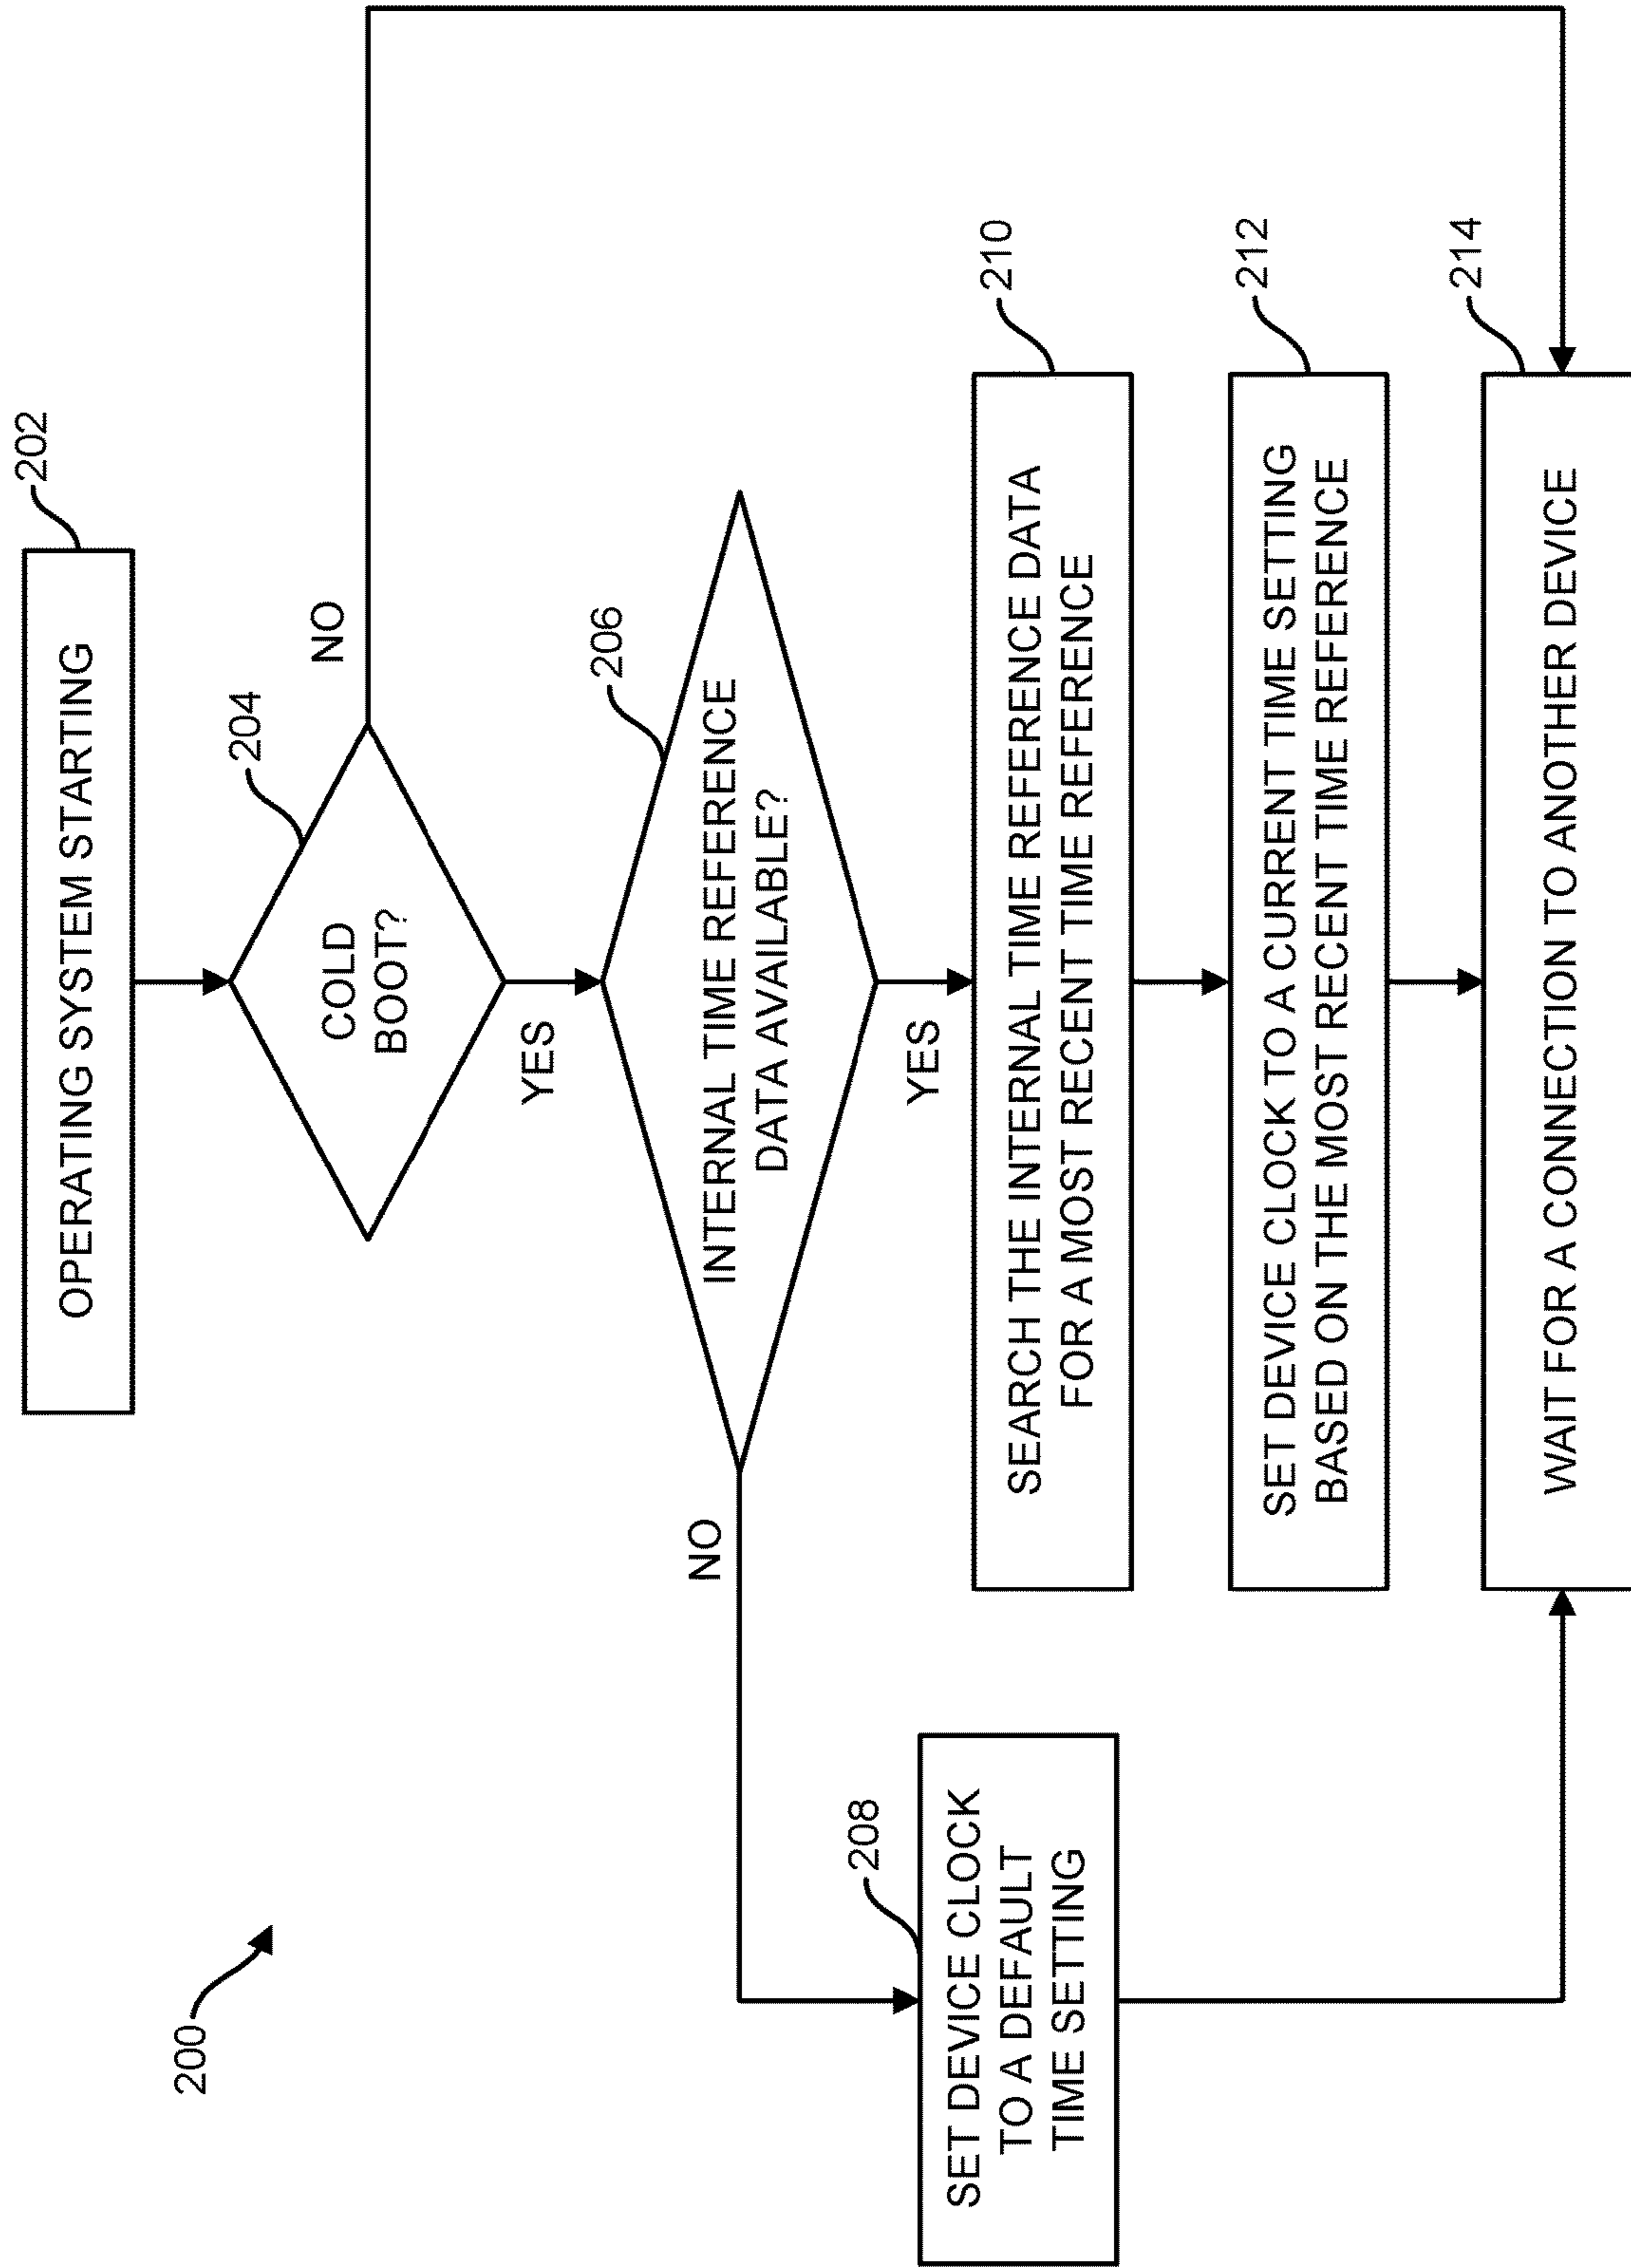 200
OPERATING SYSTEM STARTING
202
COLD
BOOT?
204
NO
YES
INTERNAL TIME REFERENCE
DATA AVAILABLE?
206
NO
YES
SET DEVICE CLOCK
TO A DEFAULT
TIME SETTING
208
SEARCH THE INTERNAL TIME REFERENCE DATA
FOR A MOST RECENT TIME REFERENCE
210
SET DEVICE CLOCK TO A CURRENT TIME SETTING
BASED ON THE MOST RECENT TIME REFERENCE
212
WAIT FOR A CONNECTION TO ANOTHER DEVICE
214